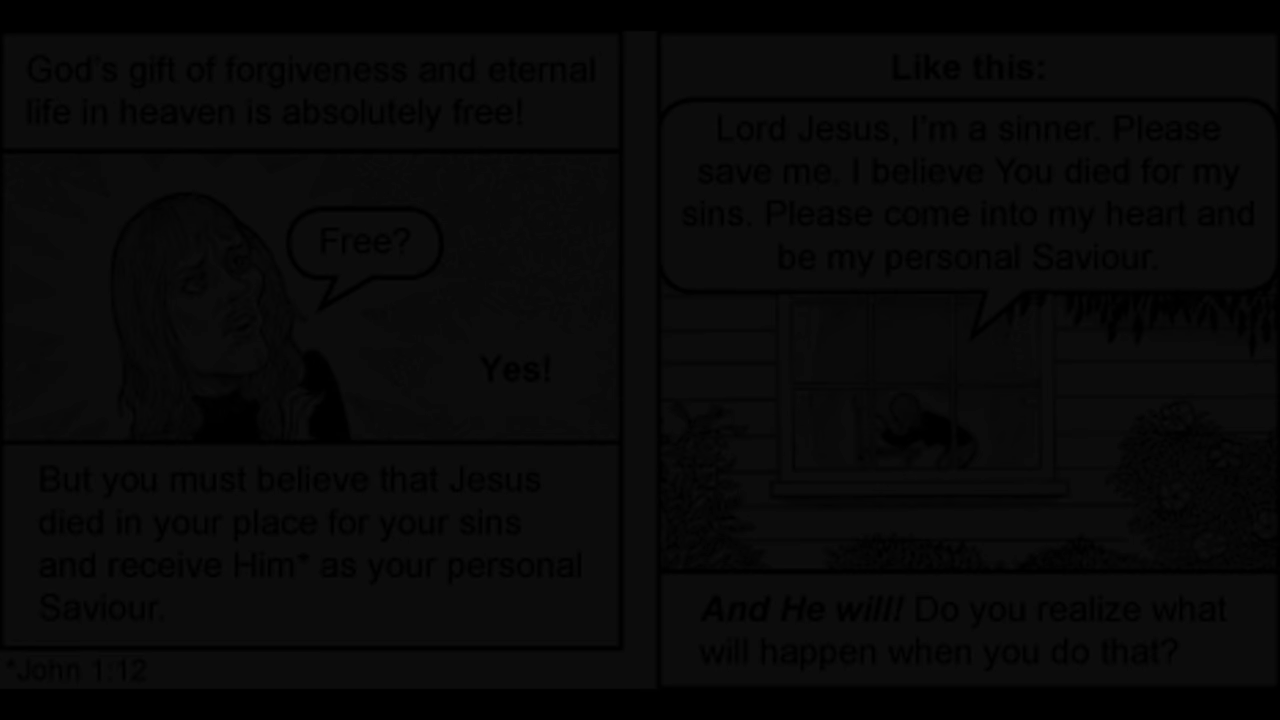 God's gift of forgiveness and eternal
life in heaven is absolutely free!
Free?
Yes!
But you must believe that Jesus
died in your place for your sins
and receive Him* as your personal
Saviour.
*John 1:12
Like this:
Lord Jesus, I'm a sinner. Please
save me. I believe You died for my
sins. Please come into my heart and
be my personal Saviour.
And He will! Do you realize what
will happen when you do that?